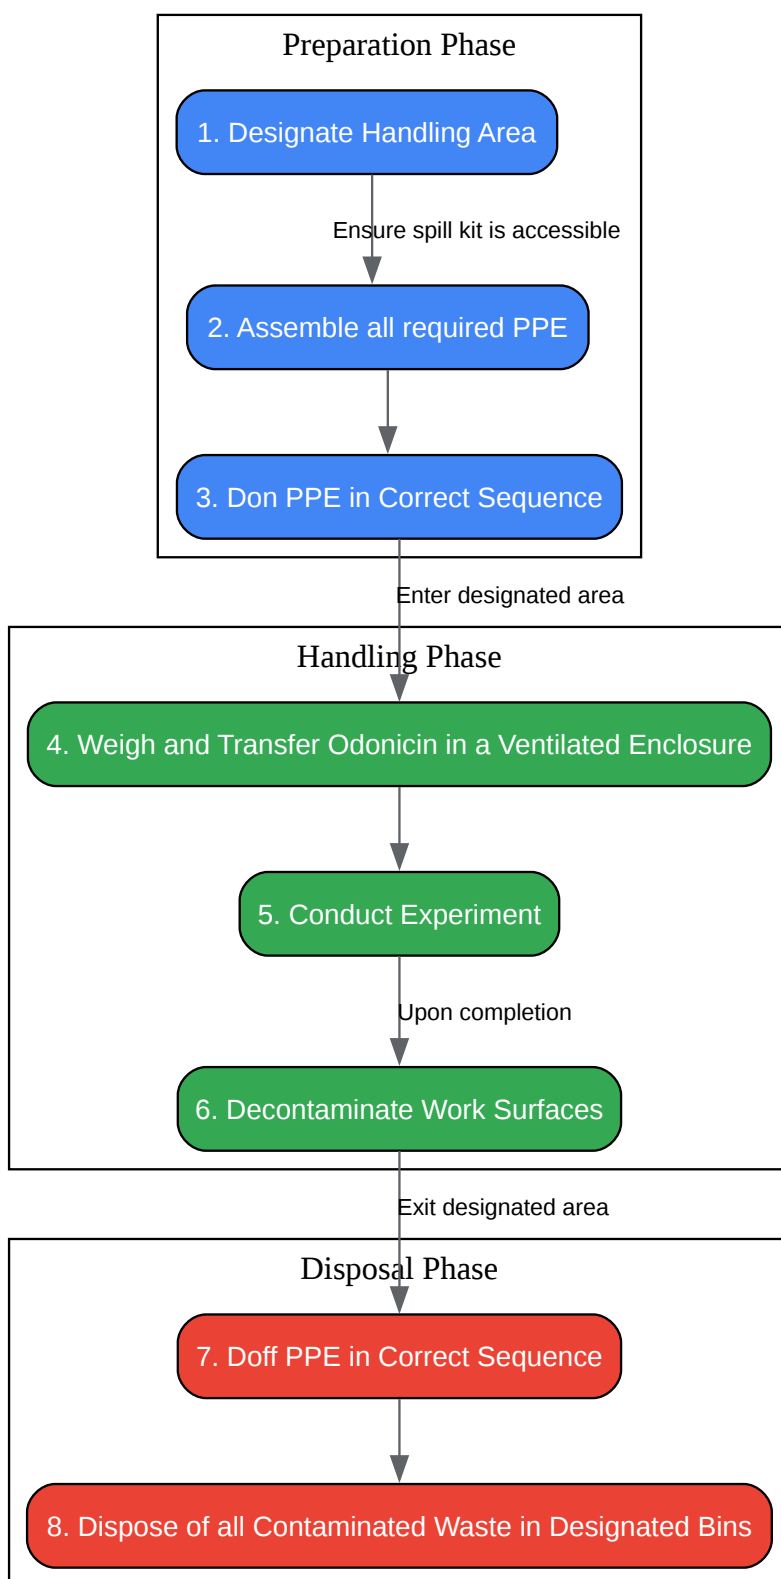 Preparation Phase
1. Designate Handling Area
Ensure spill kit is accessible
2. Assemble all required PPE
3. Don PPE in Correct Sequence
Enter designated area
Handling Phase
4. Weigh and Transfer Odonicin in a Ventilated Enclosure
5. Conduct Experiment
Upon completion
6. Decontaminate Work Surfaces
Exit designated area
Disposal Phase
7. Doff PPE in Correct Sequence
8. Dispose of all Contaminated Waste in Designated Bins